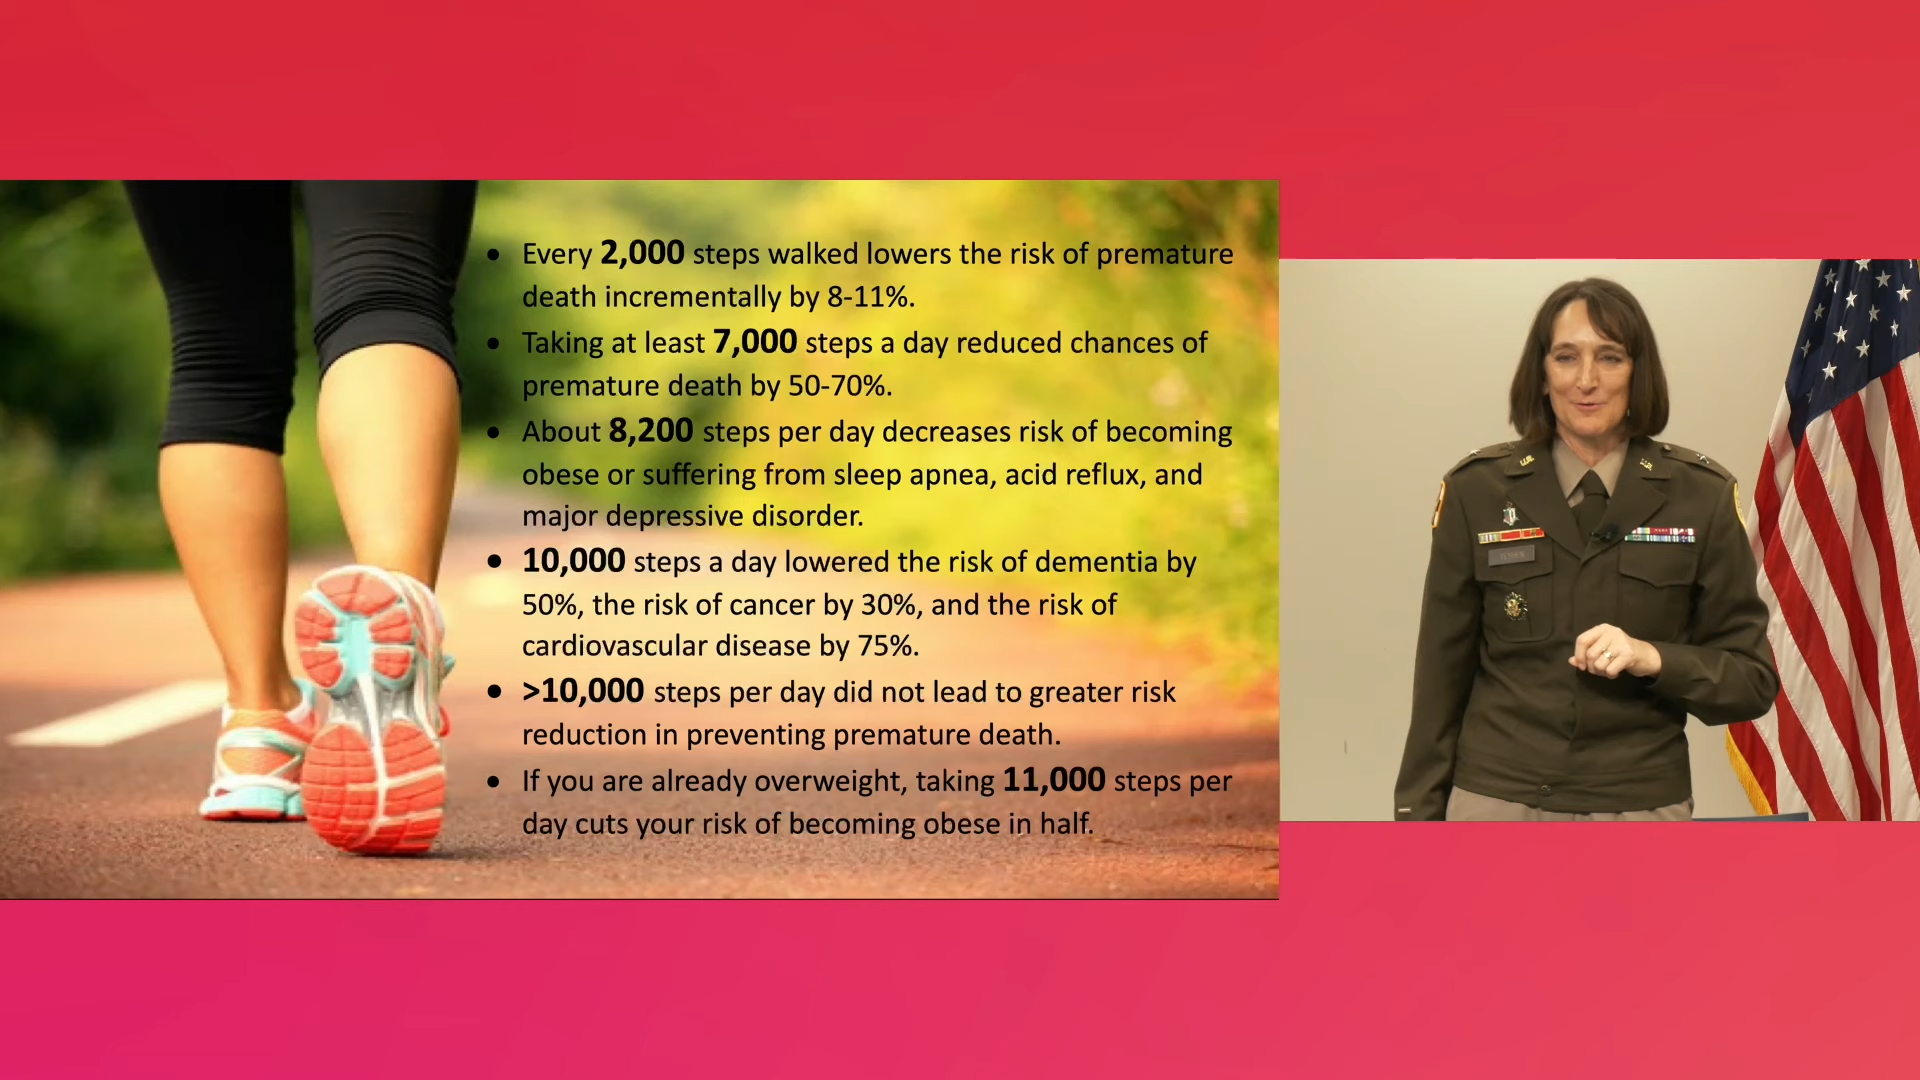 • Every 2,000 steps walked lowers the risk of premature
death incrementally by 8-11%.
• Taking at least 7,000 steps a day reduced chances of
premature death by 50-70%.
• About 8,200 steps per day decreases risk of becoming
obese or suffering from sleep apnea, acid reflux, and
major depressive disorder.
• 10,000 steps a day lowered the risk of dementia by
50%, the risk of cancer by 30%, and the risk of
cardiovascular disease by 75%.
• >10,000 steps per day did not lead to greater risk
reduction in preventing premature death.
• If you are already overweight, taking 11,000 steps per
day cuts your risk of becoming obese in half.